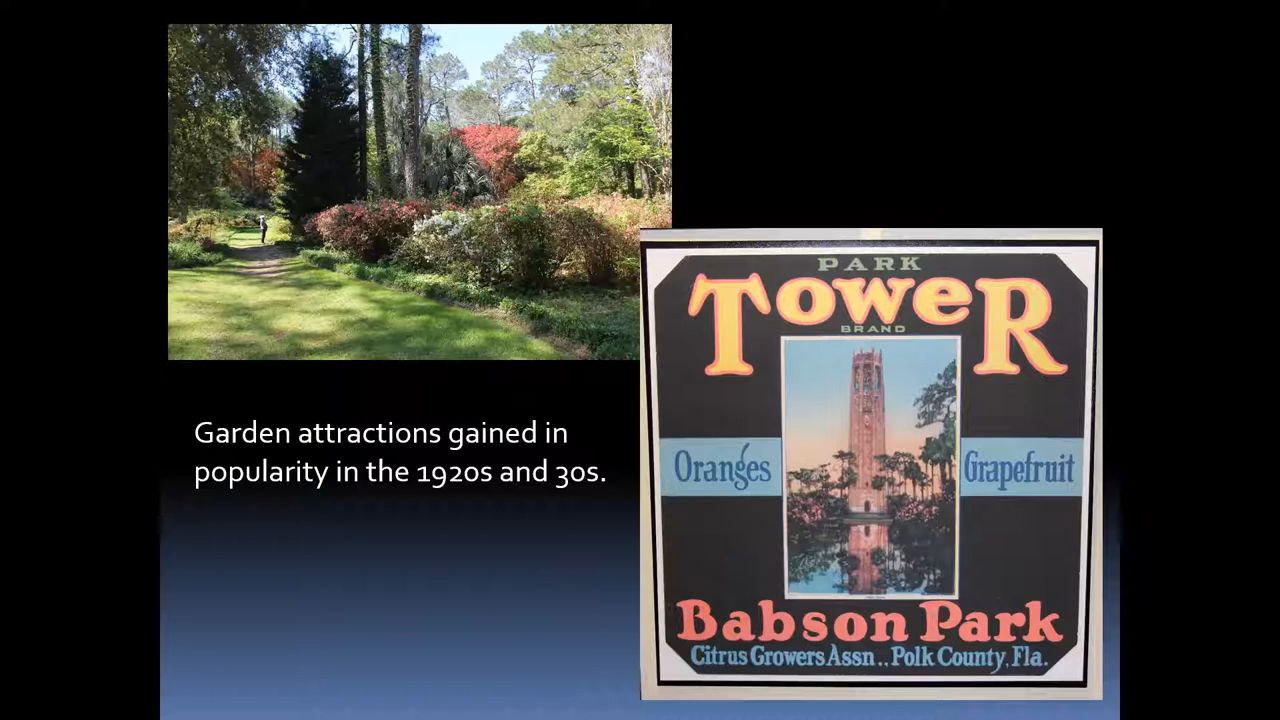 Garden attractions gained in
popularity in the 1920s and 30s.
PARK
TOWER
BRAND
Oranges
Grapefruit
Babson Park
Citrus Growers Assn., Polk County, Fla.